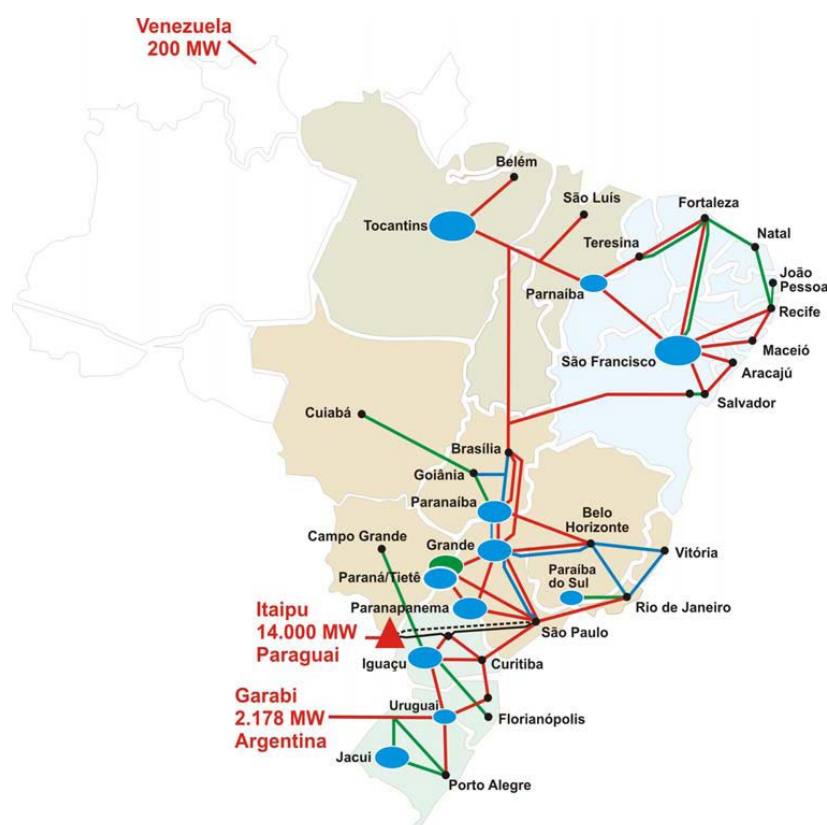 Venezuela
200 MW
Belém
São Luís
Fortaleza
Tocantins
Teresina
Natal
João
Pessoa
Parnaíba
Recife
São Francisco
Maceió
Aracajú
Salvador
Cuiabá
Brasília
Goiânia
Paranaíba
Belo
Horizonte
Campo Grande
Grande
Vitória
Paraíba
do Sul
Paraná/Tietê
Itaipu
14.000 MW
Paraguai
Paranapanema
Rio de Janeiro
São Paulo
Iguaçu
Curitiba
Garabi
2.178 MW
Argentina
Uruguai
Florianópolis
Jacui
Porto Alegre